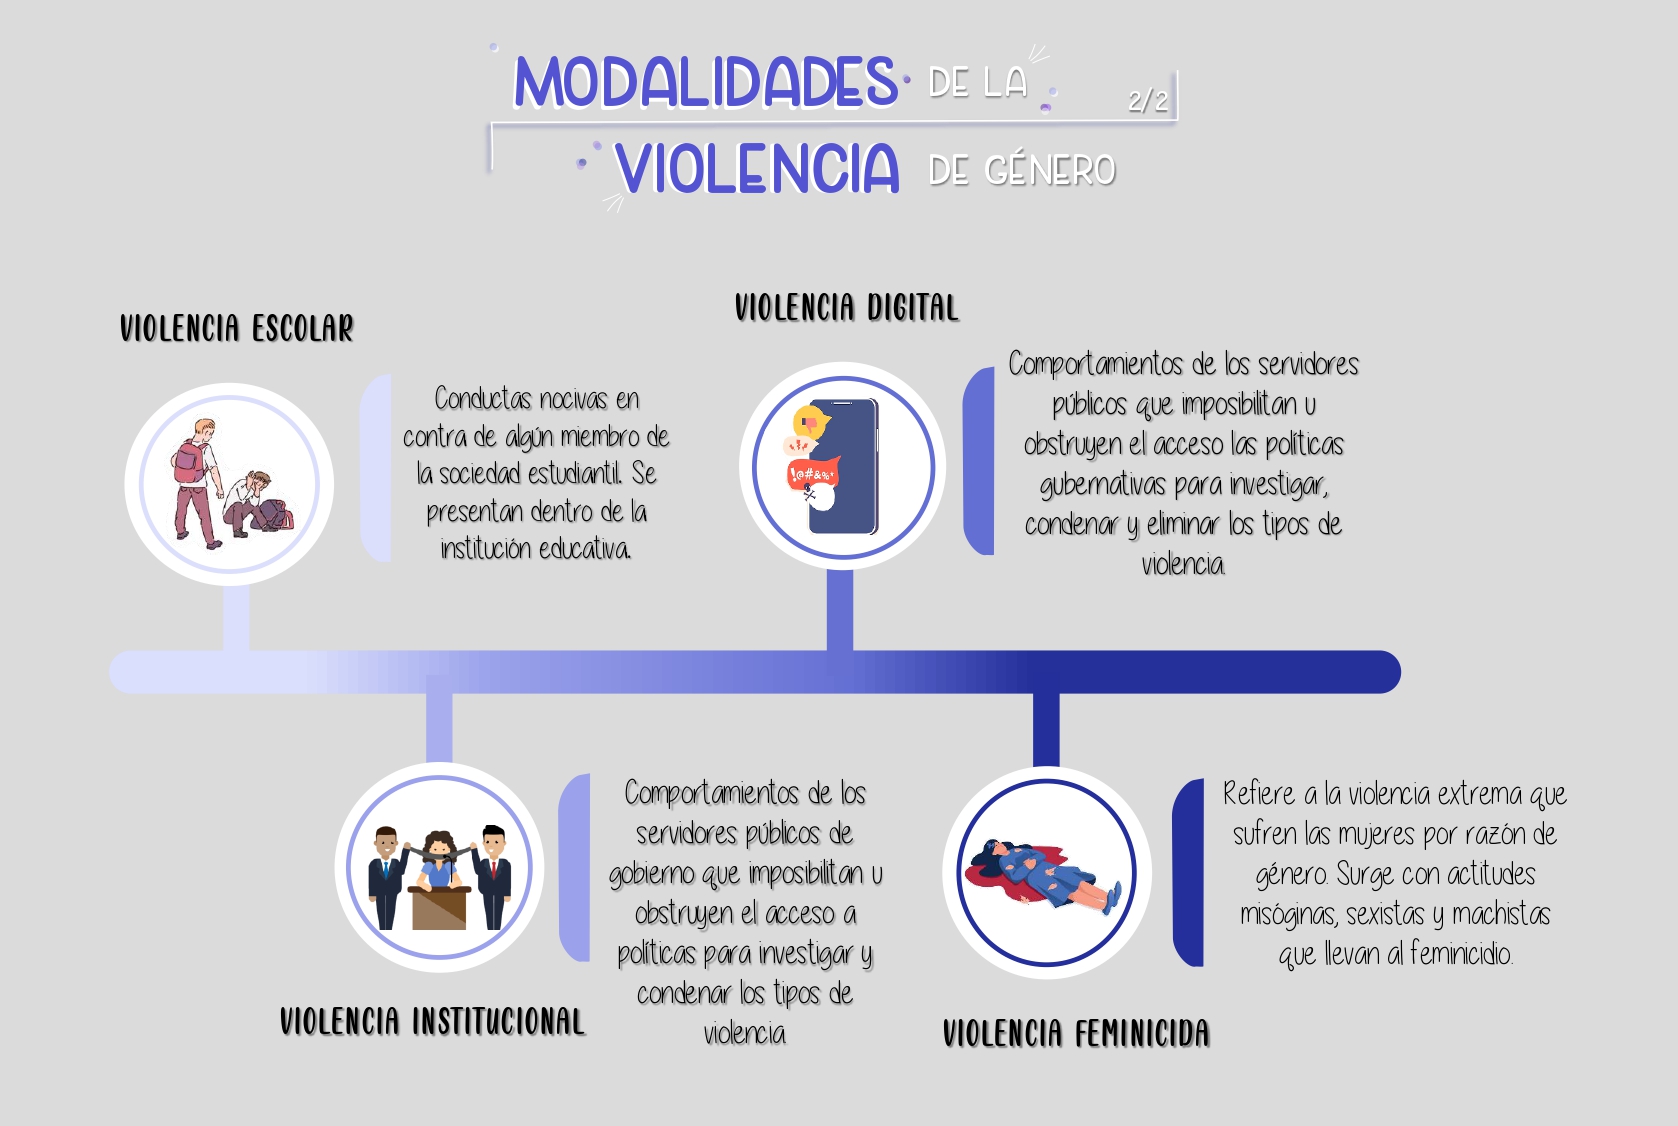 MODALIDADES DE LA
2/2
VIOLENCIA DE GÉNERO
VIOLENCIA ESCOLAR
Conductas nocivas en
contra de algún miembro de
la sociedad estudiantil. Se
presentan dentro de la
institución educativa.
VIOLENCIA DIGITAL
!@#&%*
Comportamientos de los servidores
públicos que imposibilitan u
obstruyen el acceso las políticas
gubernativas para investigar,
condenar y eliminar los tipos de
violencia.
Comportamientos de los
servidores públicos de
gobierno que imposibilitan u
obstruyen el acceso a
políticas para investigar y
condenar los tipos de
violencia
VIOLENCIA INSTITUCIONAL
Refiere a la violencia extrema que
sufren las mujeres por razón de
género. Surge con actitudes
misóginas, sexistas y machistas
que llevan al feminicidio.
VIOLENCIA FEMINICIDA